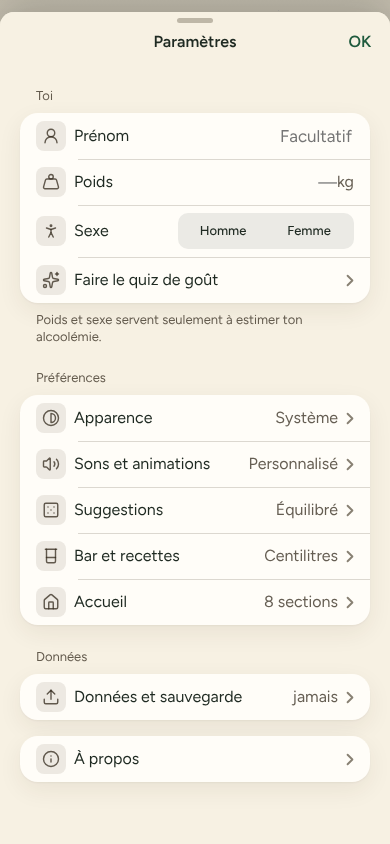 Paramètres
OK
Toi
Prénom
Facultatif
Poids
—kg
Sexe
Homme
Femme
Faire le quiz de goût
Poids et sexe servent seulement à estimer ton
alcoolémie.
Préférences
Apparence
Système
Sons et animations
Personnalisé
Suggestions
Équilibré
Bar et recettes
Centilitres
Accueil
8 sections
Données
Données et sauvegarde
jamais
À propos